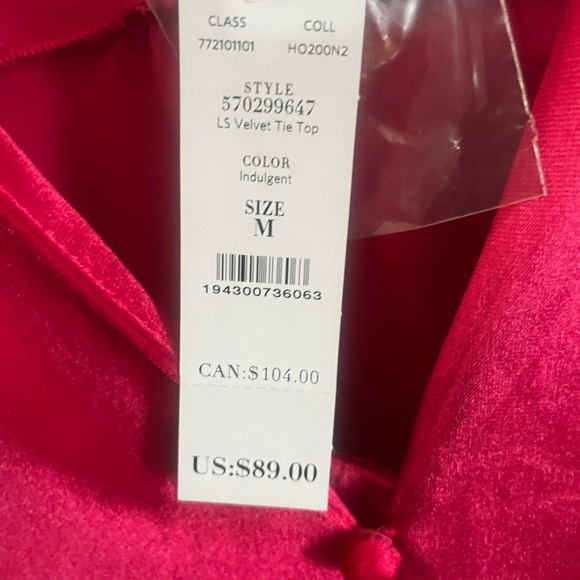 CLASS COLL
772101101 HO200N2
STYLE
570299647
LS Velvet Tie Top
COLOR
Indulgent
SIZE
M
194300736063
CAN:$104.00
US:$89.00